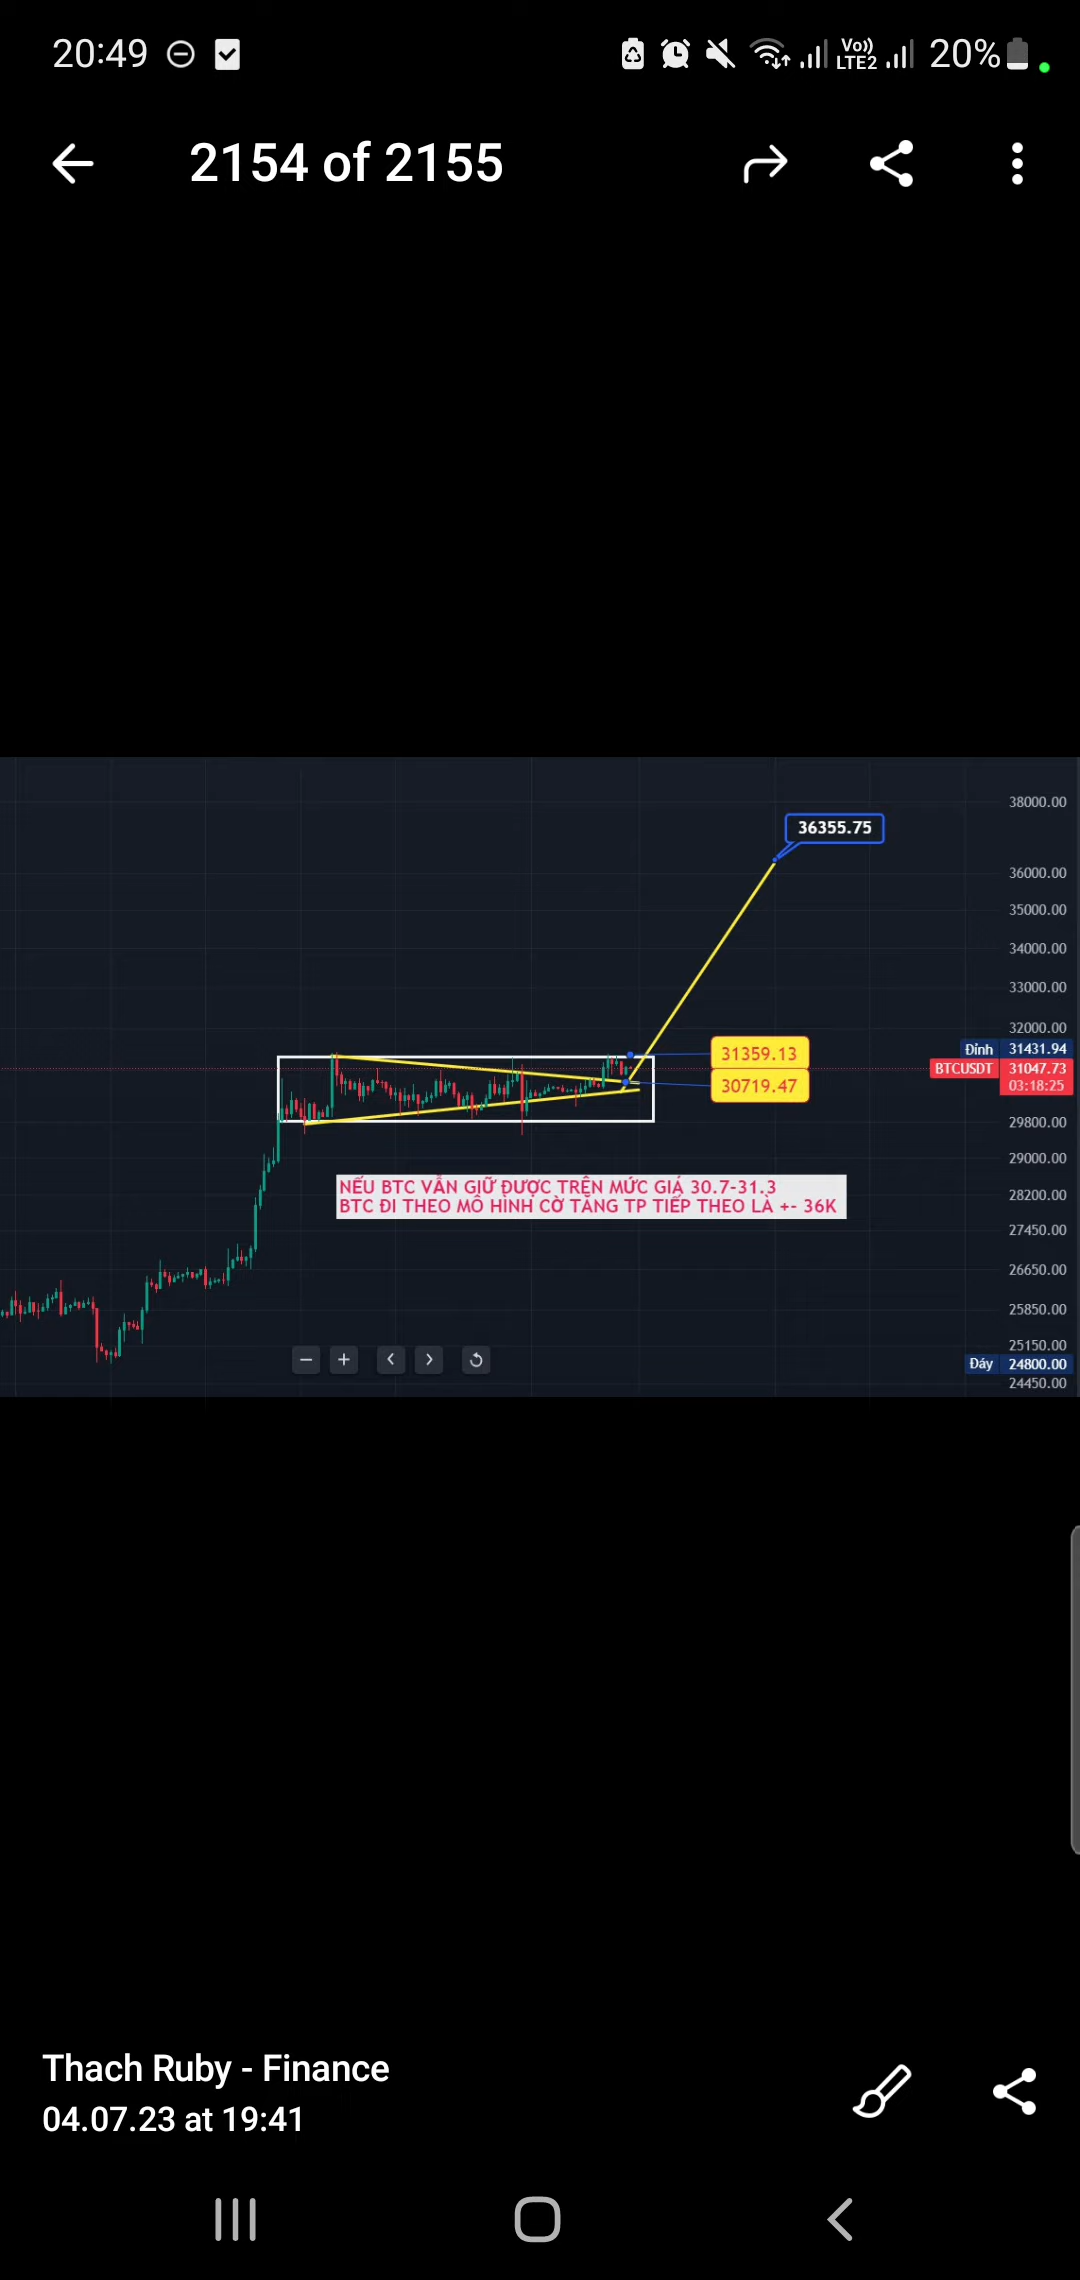 20:49
Vo))
LTE2
20%
2154 of 2155
38000.00
36355.75
36000.00
35000.00
34000.00
33000.00
32000.00
Đỉnh 31431.94
31359.13
BTCUSDT 31047.73
03:18:25
30719.47
29800.00
29000.00
NẾU BTC VẪN GIỮ ĐƯỢC TRÊN MỨC GIÁ 30.7-31.3
BTC ĐI THEO MÔ HÌNH CỜ TĂNG TP TIẾP THEO LÀ +- 36K
28200.00
27450.00
26650.00
25850.00
25150.00
Đáy 24800.00
24450.00
Thach Ruby - Finance
04.07.23 at 19:41